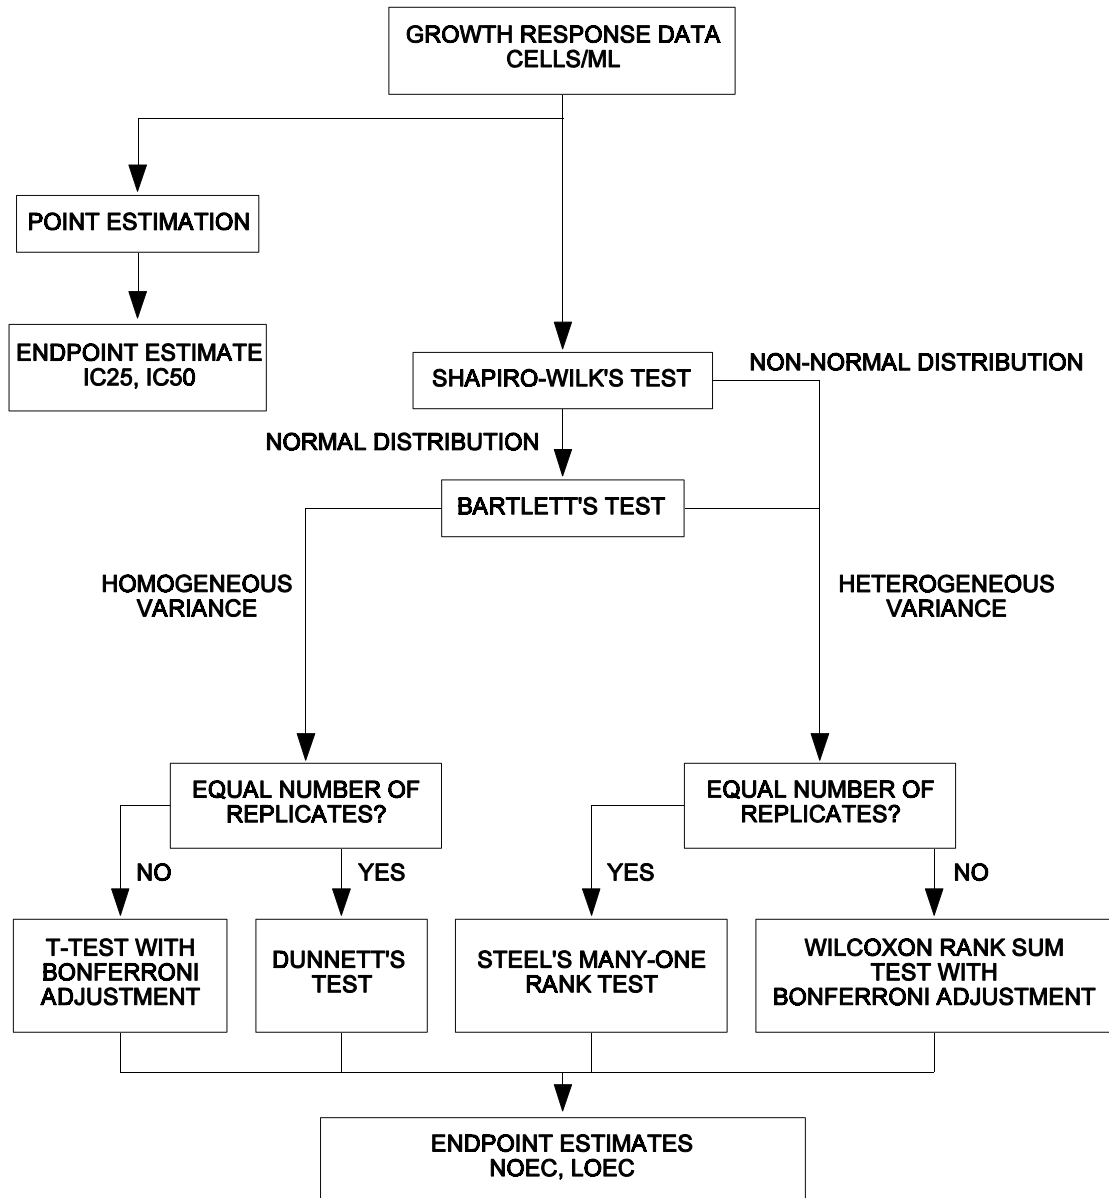 GROWTH RESPONSE DATA
CELLS/ML
POINT ESTIMATION
ENDPOINT ESTIMATE
IC25, IC50
SHAPIRO-WILK'S TEST
NON-NORMAL DISTRIBUTION
NORMAL DISTRIBUTION
BARTLETT'S TEST
HOMOGENEOUS
VARIANCE
HETEROGENEOUS
VARIANCE
EQUAL NUMBER OF
REPLICATES?
EQUAL NUMBER OF
REPLICATES?
NO
YES
YES
NO
T-TEST WITH
BONFERRONI
ADJUSTMENT
DUNNETT'S
TEST
STEEL'S MANY-ONE
RANK TEST
WILCOXON RANK SUM
TEST WITH
BONFERRONI ADJUSTMENT
ENDPOINT ESTIMATES
NOEC, LOEC